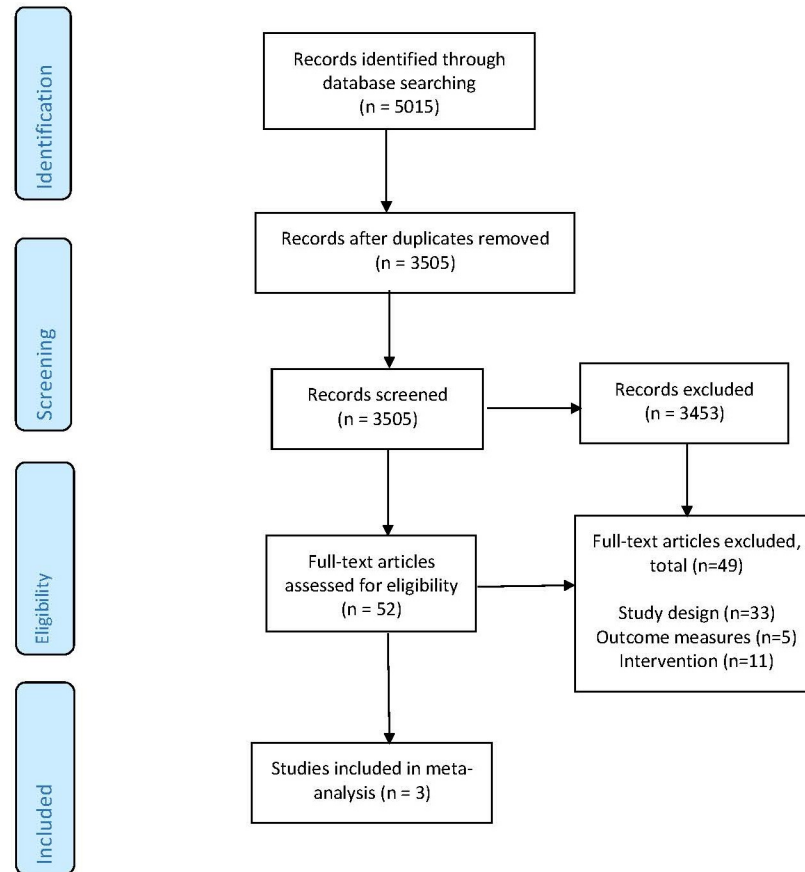 Identification
Records identified through
database searching
(n = 5015)
Records after duplicates removed
(n = 3505)
Screening
Records screened
(n = 3505)
Records excluded
(n = 3453)
Eligibility
Full-text articles
assessed for eligibility
(n = 52)
Full-text articles excluded,
total (n=49)
Study design (n=33)
Outcome measures (n=5)
Intervention (n=11)
Included
Studies included in meta-
analysis (n = 3)